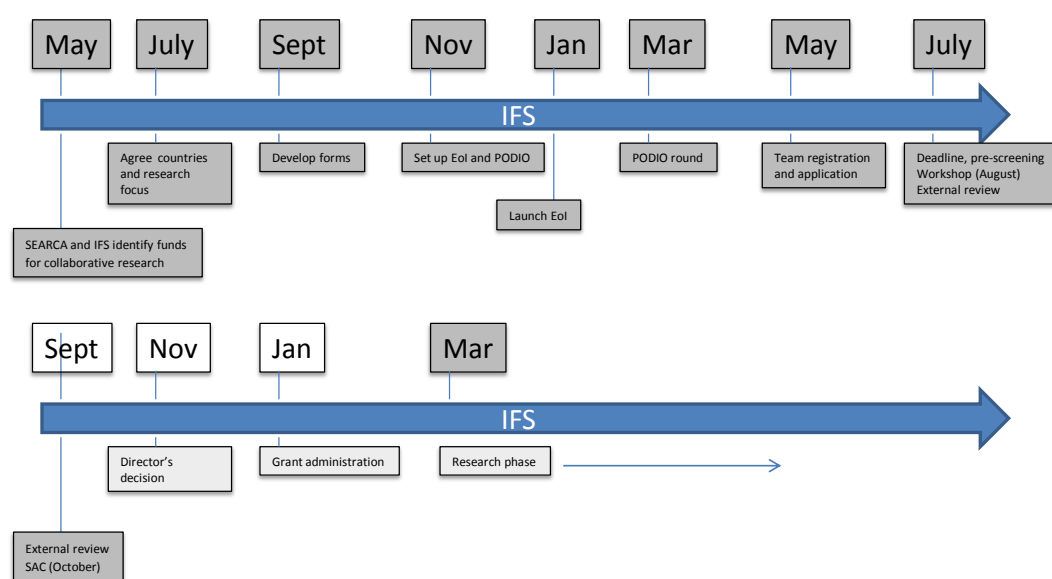 May
July
Sept
Nov
Jan
Mar
May
July
IFS
Agree countries
and research
focus
Develop forms
Set up EoI and PODIO
PODIO round
Team registration
and application
Deadline, pre-screening
Workshop (August)
External review
Launch EoI
SEARCA and IFS identify funds
for collaborative research
Sept
Nov
Jan
Mar
IFS
Director's
decision
Grant administration
Research phase
External review
SAC (October)